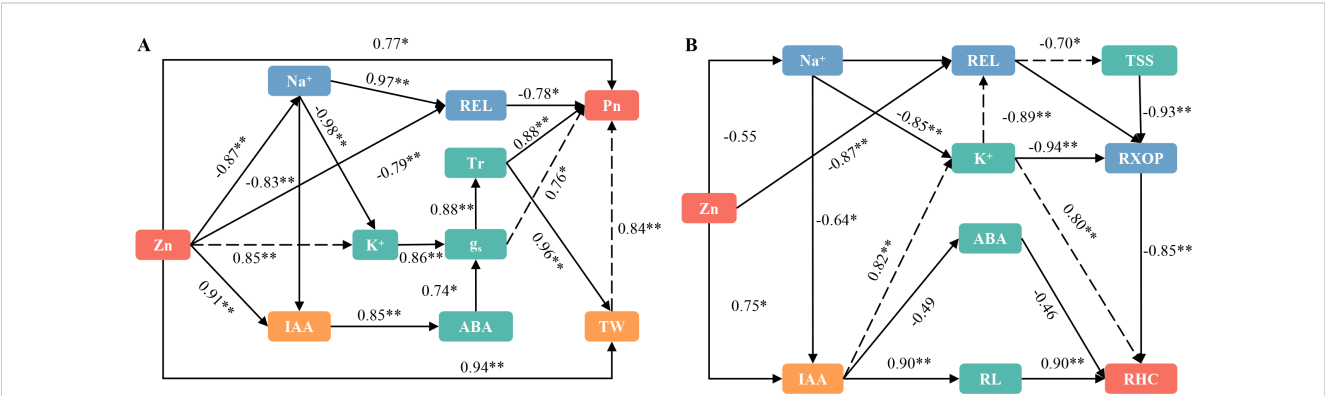 A
0.77*
Na⁺
0.97**
REL
-0.78*
Pn
-0.98**
0.88**
-0.87**
Tr
-0.79**
-0.83**
0.76*
0.88**
0.84**
Zn
K⁺
gₛ
0.85**
0.86**
0.96**
0.91**
0.74*
IAA
0.85**
ABA
TW
0.94**
B
Na⁺
REL
-0.70*
TSS
-0.55
-0.85**
-0.89**
-0.93**
-0.87**
K⁺
-0.94**
RXOP
Zn
-0.64*
0.80**
0.82**
ABA
-0.85**
0.75*
-0.49
-0.46
IAA
0.90**
RL
0.90**
RHC